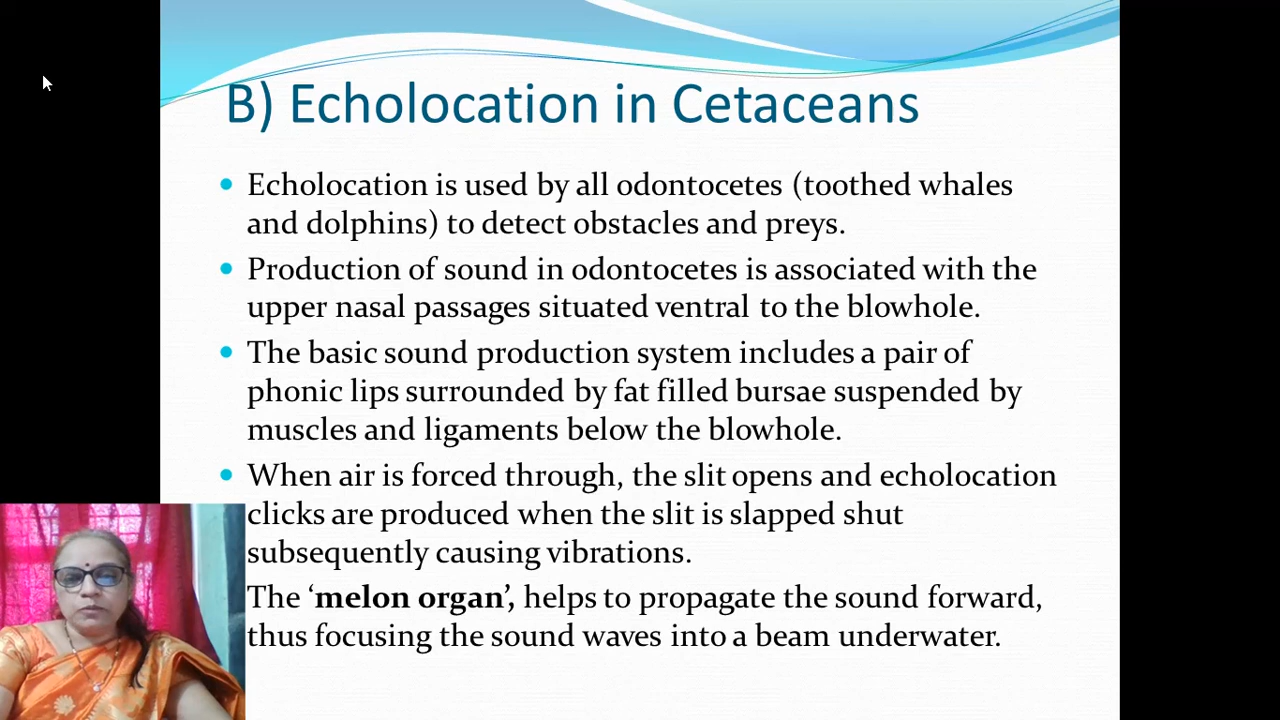 B) Echolocation in Cetaceans
Echolocation is used by all odontocetes (toothed whales
and dolphins) to detect obstacles and preys.
Production of sound in odontocetes is associated with the
upper nasal passages situated ventral to the blowhole.
The basic sound production system includes a pair of
phonic lips surrounded by fat filled bursae suspended by
muscles and ligaments below the blowhole.
When air is forced through, the slit opens and echolocation
clicks are produced when the slit is slapped shut
subsequently causing vibrations.
The ‘melon organ’, helps to propagate the sound forward,
thus focusing the sound waves into a beam underwater.